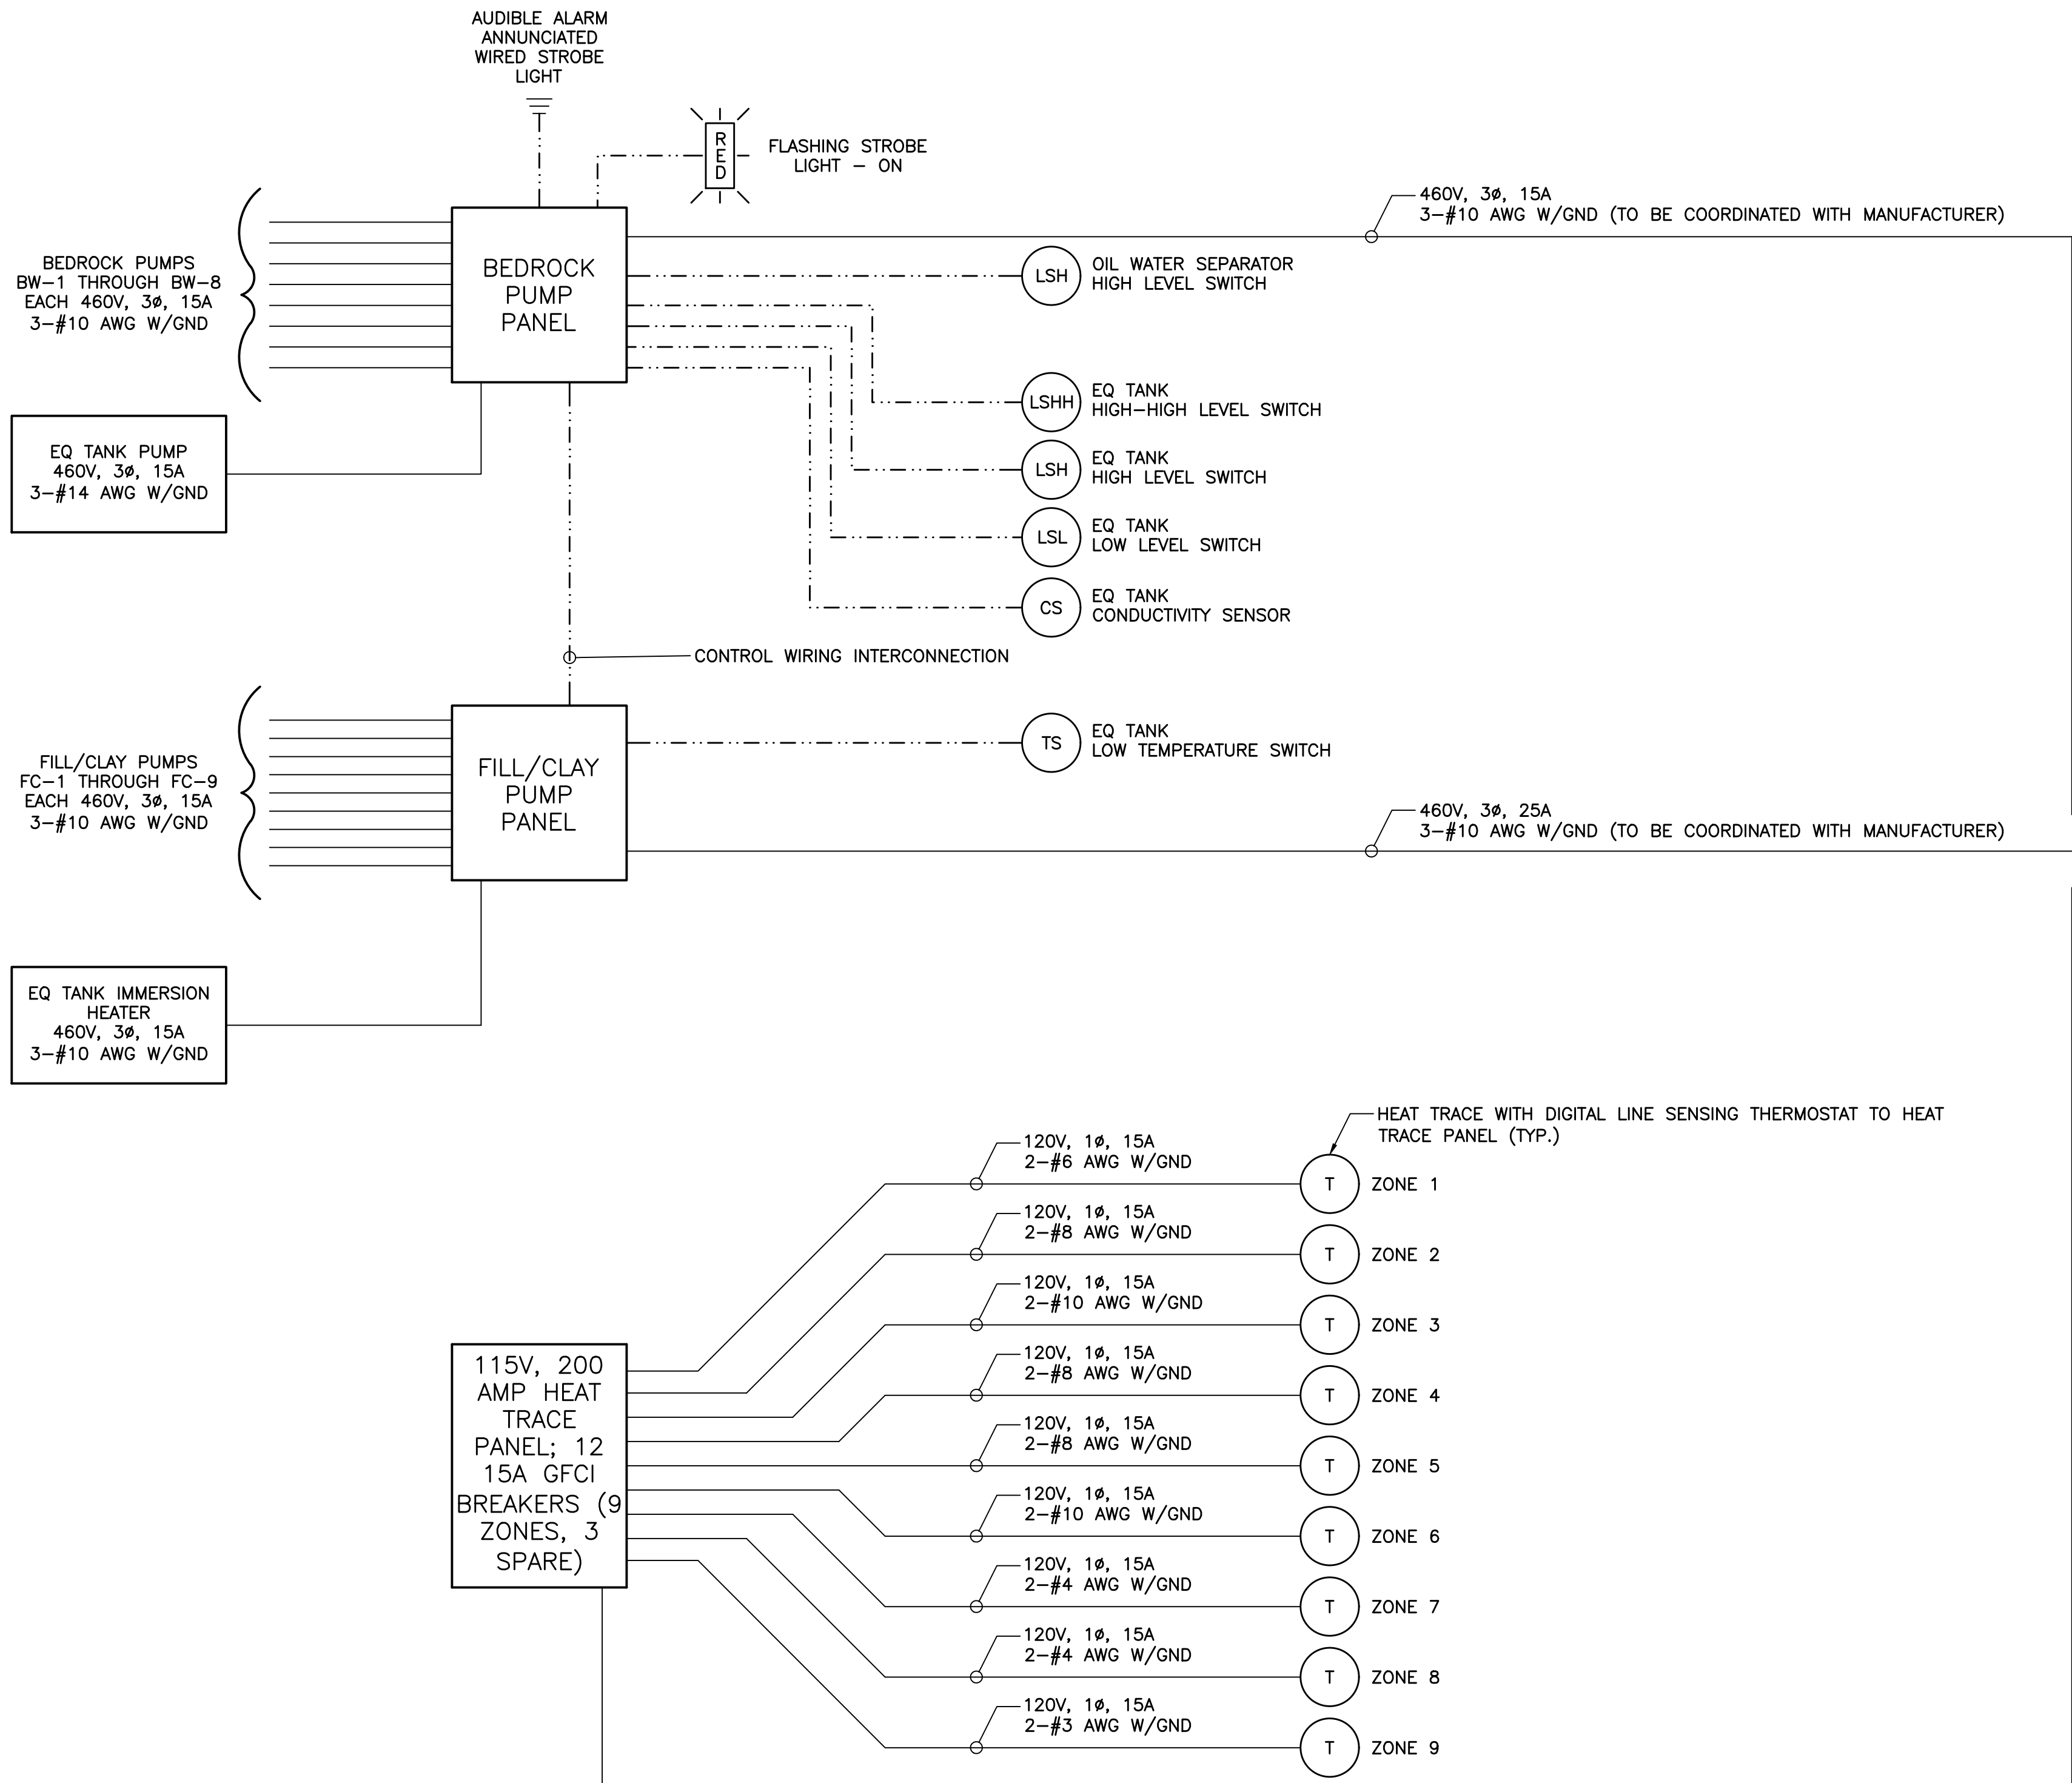 AUDIBLE ALARM
ANNUNCIATED
WIRED STROBE
LIGHT
RED
FLASHING STROBE
LIGHT – ON
BEDROCK PUMPS
BW-1 THROUGH BW-8
EACH 460V, 3ø, 15A
3-#10 AWG W/GND
BEDROCK
PUMP
PANEL
460V, 3ø, 15A
3-#10 AWG W/GND (TO BE COORDINATED WITH MANUFACTURER)
LSH
OIL WATER SEPARATOR
HIGH LEVEL SWITCH
LSHH
EQ TANK
HIGH-HIGH LEVEL SWITCH
EQ TANK PUMP
460V, 3ø, 15A
3-#14 AWG W/GND
LSH
EQ TANK
HIGH LEVEL SWITCH
LSL
EQ TANK
LOW LEVEL SWITCH
CS
EQ TANK
CONDUCTIVITY SENSOR
CONTROL WIRING INTERCONNECTION
FILL/CLAY PUMPS
FC-1 THROUGH FC-9
EACH 460V, 3ø, 15A
3-#10 AWG W/GND
FILL/CLAY
PUMP
PANEL
TS
EQ TANK
LOW TEMPERATURE SWITCH
460V, 3ø, 25A
3-#10 AWG W/GND (TO BE COORDINATED WITH MANUFACTURER)
EQ TANK IMMERSION
HEATER
460V, 3ø, 15A
3-#10 AWG W/GND
HEAT TRACE WITH DIGITAL LINE SENSING THERMOSTAT TO HEAT
TRACE PANEL (TYP.)
115V, 200
AMP HEAT
TRACE
PANEL; 12
15A GFCI
BREAKERS (9
ZONES, 3
SPARE)
120V, 1ø, 15A
2-#6 AWG W/GND
T ZONE 1
120V, 1ø, 15A
2-#8 AWG W/GND
T ZONE 2
120V, 1ø, 15A
2-#10 AWG W/GND
T ZONE 3
120V, 1ø, 15A
2-#8 AWG W/GND
T ZONE 4
120V, 1ø, 15A
2-#8 AWG W/GND
T ZONE 5
120V, 1ø, 15A
2-#10 AWG W/GND
T ZONE 6
120V, 1ø, 15A
2-#4 AWG W/GND
T ZONE 7
120V, 1ø, 15A
2-#4 AWG W/GND
T ZONE 8
120V, 1ø, 15A
2-#3 AWG W/GND
T ZONE 9